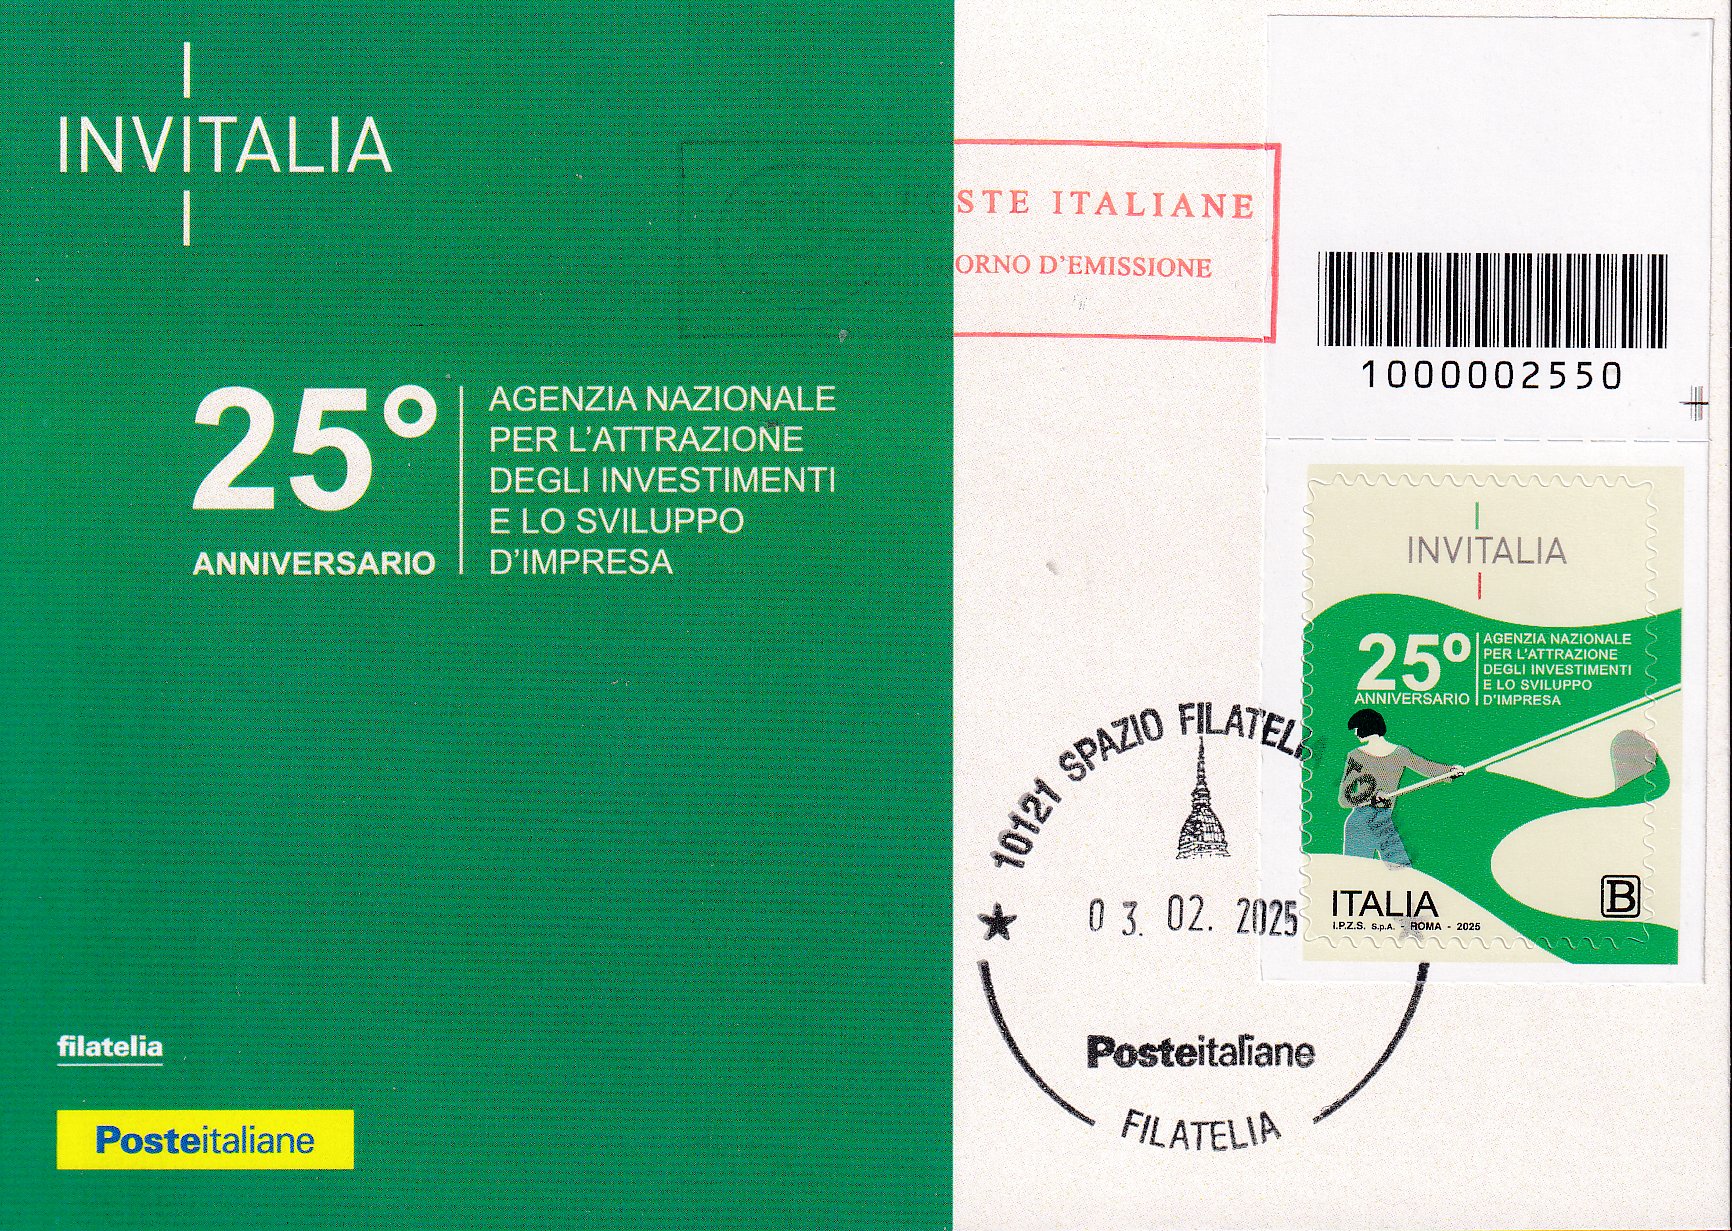 INVITALIA
25°
ANNIVERSARIO
AGENZIA NAZIONALE
PER L'ATTRAZIONE
DEGLI INVESTIMENTI
E LO SVILUPPO
D'IMPRESA
filatelia
Posteitaliane
STE ITALIANE
ORNO D'EMISSIONE
1000002550
INVITALIA
25°
ANNIVERSARIO
AGENZIA NAZIONALE
PER L'ATTRAZIONE
DEGLI INVESTIMENTI
E LO SVILUPPO
D'IMPRESA
ITALIA
B
I.P.Z.S. S.p.A. - ROMA - 2025
10121 SPAZIO FILATELIA
03.02.2025
Posteitaliane
FILATELIA